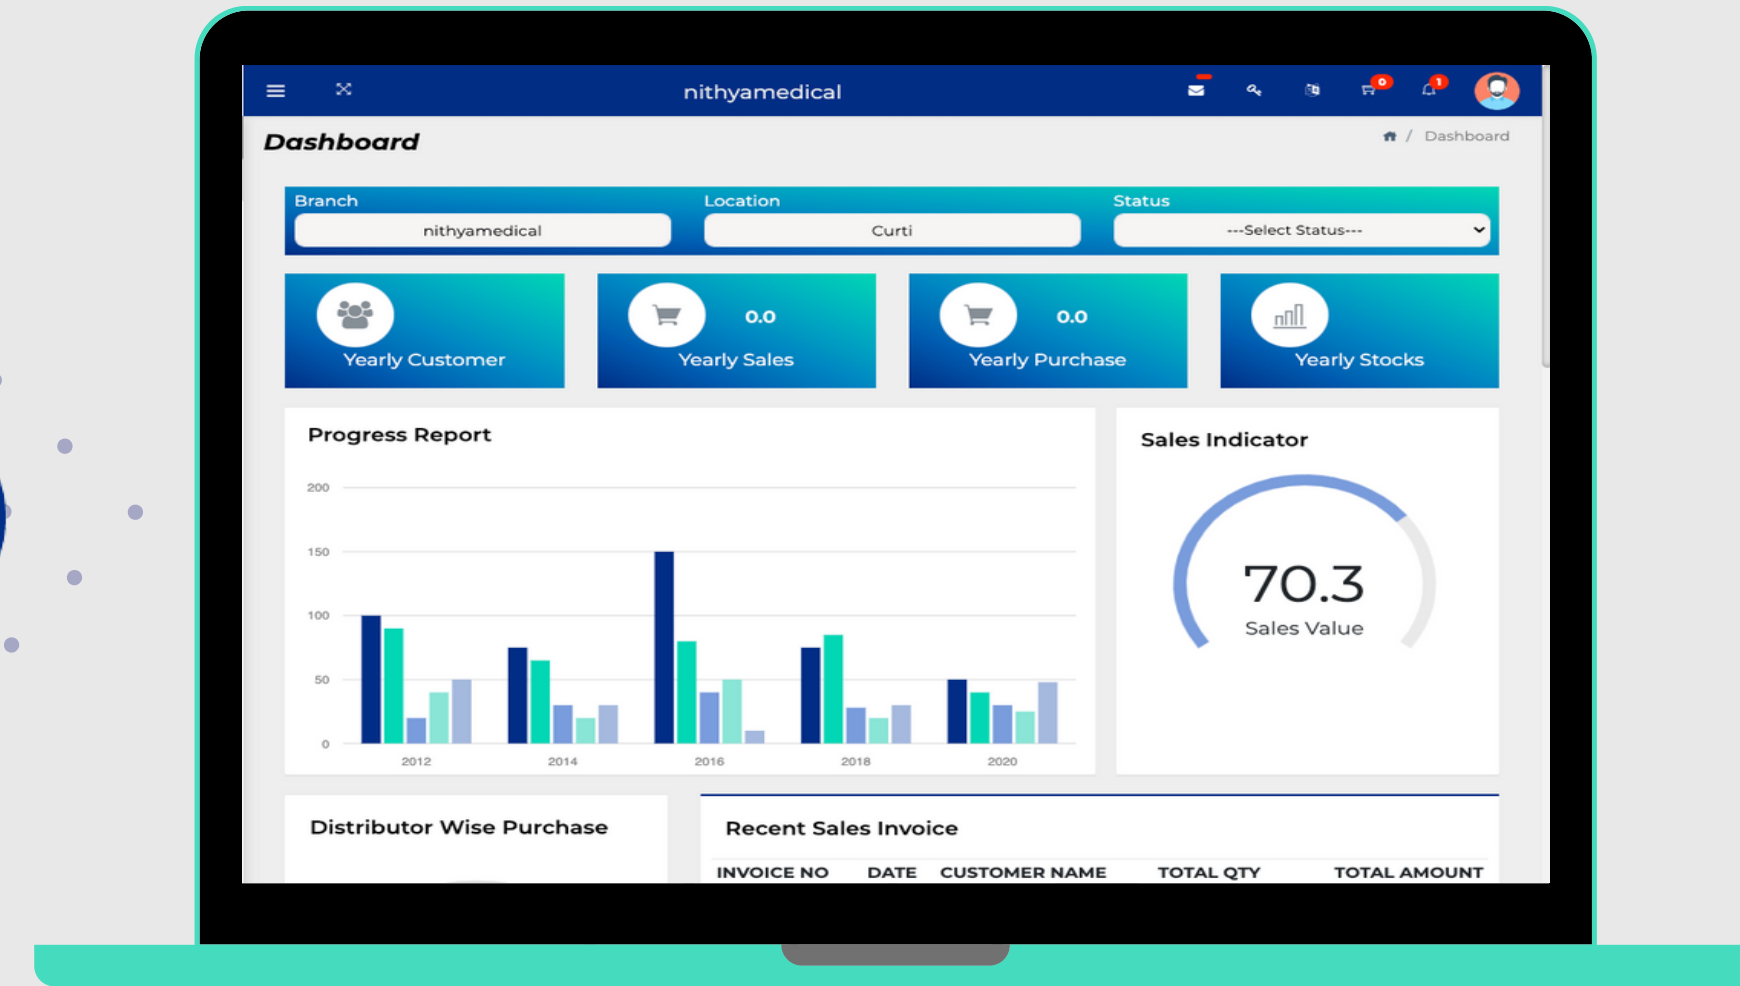 nithyamedical
0
1
Dashboard
/ Dashboard
Branch
Location
Status
nithyamedical
Curti
---Select Status---
0.0
0.0
Yearly Customer
Yearly Sales
Yearly Purchase
Yearly Stocks
Progress Report
200
150
100
50
0
2012
2014
2016
2018
2020
Sales Indicator
70.3
Sales Value
Distributor Wise Purchase
Recent Sales Invoice
INVOICE NO DATE CUSTOMER NAME TOTAL QTY TOTAL AMOUNT